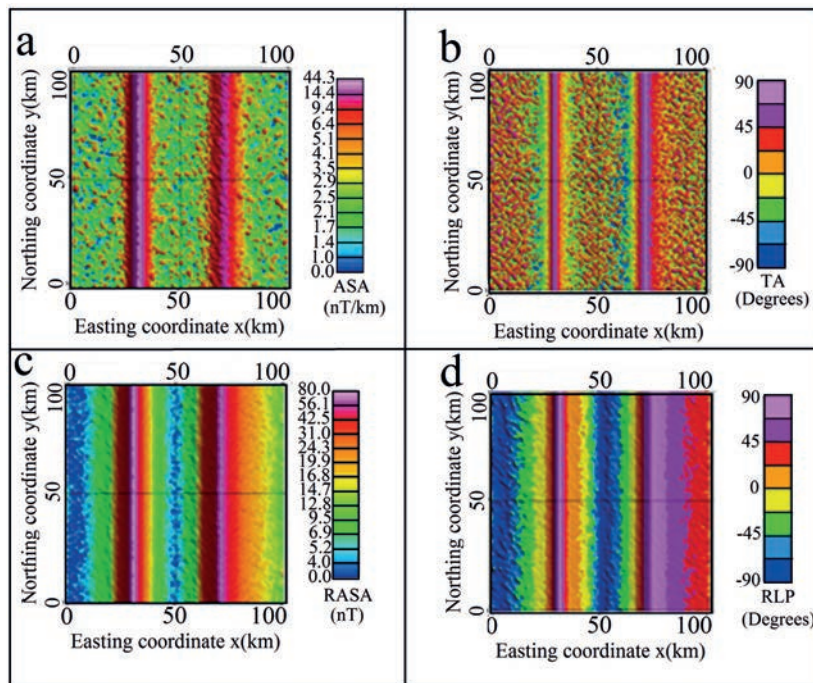 a
0 50 100
Northing coordinate y(km)
100
50
0
0 50 100
Easting coordinate x(km)
44.3
14.4
9.4
6.4
5.1
4.1
3.5
2.9
2.5
2.1
1.7
1.4
1.0
0.0
ASA
(nT/km)
b
0 50 100
Northing coordinate y(km)
100
50
0
0 50 100
Easting coordinate x(km)
90
45
0
-45
-90
TA
(Degrees)
c
0 50 100
Northing coordinate y(km)
100
50
0
0 50 100
Easting coordinate x(km)
80.0
56.1
42.5
31.0
24.3
19.9
16.8
14.7
12.8
9.5
8.9
5.2
4.0
0.0
RASA
(nT)
d
0 50 100
Northing coordinate y(km)
100
50
0
0 50 100
Easting coordinate x(km)
90
45
0
-45
-90
RLP
(Degrees)